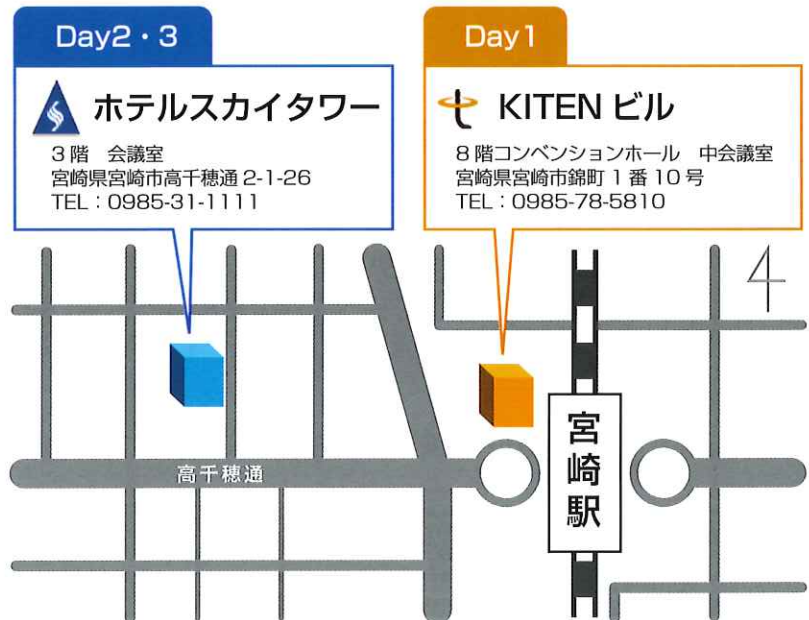 Day2・3
ホテルスカイタワー
3階　会議室
宮崎県宮崎市高千穂通 2-1-26
TEL：0985-31-1111
Day1
KITEN ビル
8階コンベンションホール　中会議室
宮崎県宮崎市錦町 1 番 10 号
TEL：0985-78-5810
高千穂通
宮崎駅